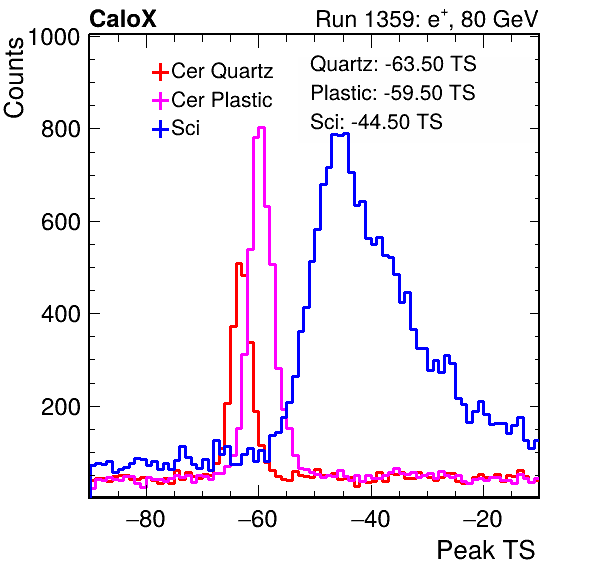 CaloX Run 1359: e⁺, 80 GeV
Counts
1000
800
600
400
200
Cer Quartz
Cer Plastic
Sci
Quartz: -63.50 TS
Plastic: -59.50 TS
Sci: -44.50 TS
−80 −60 −40 −20
Peak TS